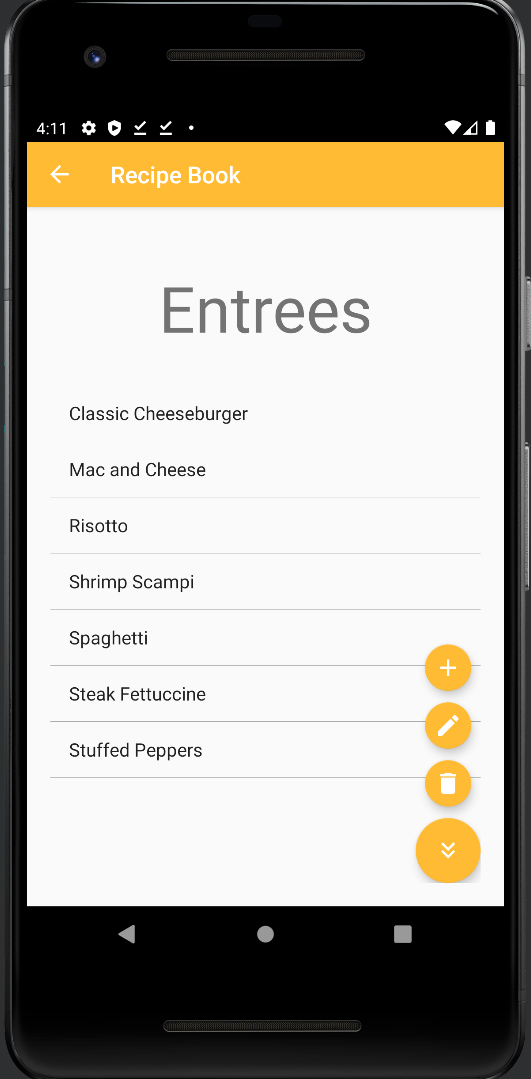 4:11
Recipe Book
Entrees
Classic Cheeseburger
Mac and Cheese
Risotto
Shrimp Scampi
Spaghetti
Steak Fettuccine
Stuffed Peppers